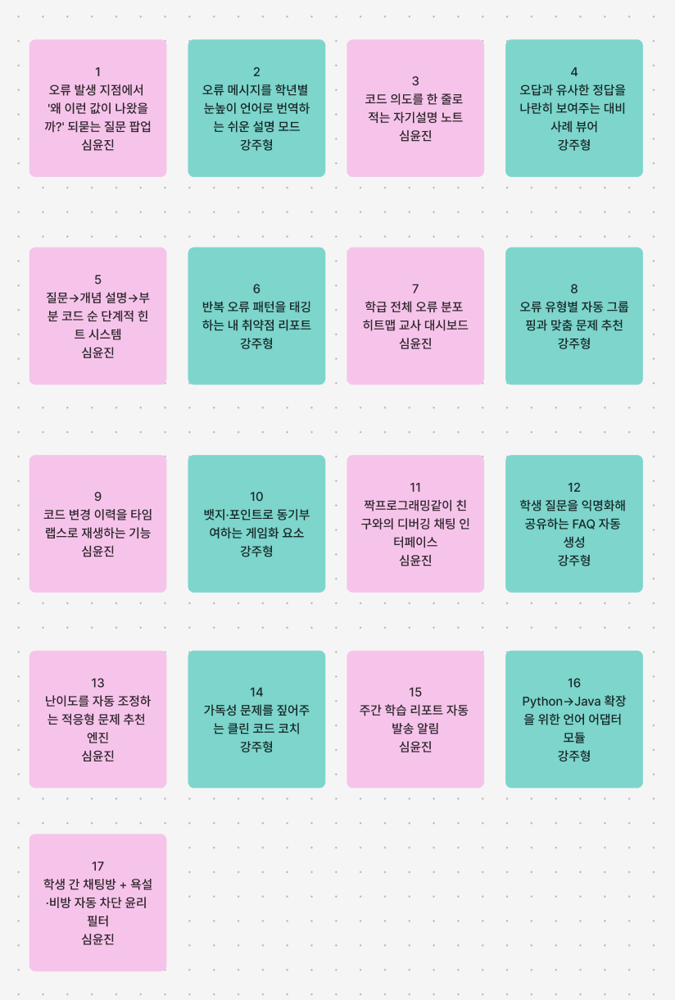 1
오류 발생 지점에서
'왜 이런 값이 나왔을
까?' 되묻는 질문 팝업
심윤진
2
오류 메시지를 학년별
눈높이 언어로 번역하
는 쉬운 설명 모드
강주형
3
코드 의도를 한 줄로
적는 자기설명 노트
심윤진
4
오답과 유사한 정답을
나란히 보여주는 대비
사례 뷰어
강주형
5
질문→개념 설명→부
분 코드 순 단계적 힌
트 시스템
심윤진
6
반복 오류 패턴을 태깅
하는 내 취약점 리포트
강주형
7
학급 전체 오류 분포
히트맵 교사 대시보드
심윤진
8
오류 유형별 자동 그룹
핑과 맞춤 문제 추천
강주형
9
코드 변경 이력을 타임
랩스로 재생하는 기능
심윤진
10
뱃지·포인트로 동기부
여하는 게임화 요소
강주형
11
짝프로그래밍같이 친
구와의 디버깅 채팅 인
터페이스
심윤진
12
학생 질문을 익명화해
공유하는 FAQ 자동
생성
강주형
13
난이도를 자동 조정하
는 적응형 문제 추천
엔진
심윤진
14
가독성 문제를 짚어주
는 클린 코드 코치
강주형
15
주간 학습 리포트 자동
발송 알림
심윤진
16
Python→Java 확장
을 위한 언어 어댑터
모듈
강주형
17
학생 간 채팅방 + 욕설
·비방 자동 차단 윤리
필터
심윤진